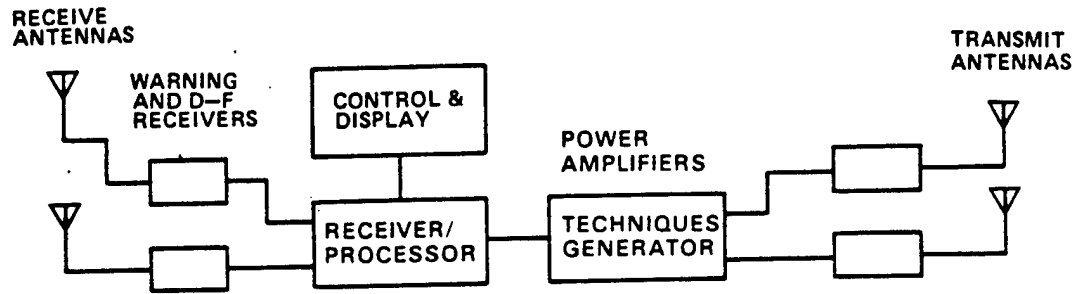 RECEIVE
ANTENNAS
WARNING
AND D–F
RECEIVERS
CONTROL &
DISPLAY
POWER
AMPLIFIERS
TRANSMIT
ANTENNAS
RECEIVER/
PROCESSOR
TECHNIQUES
GENERATOR